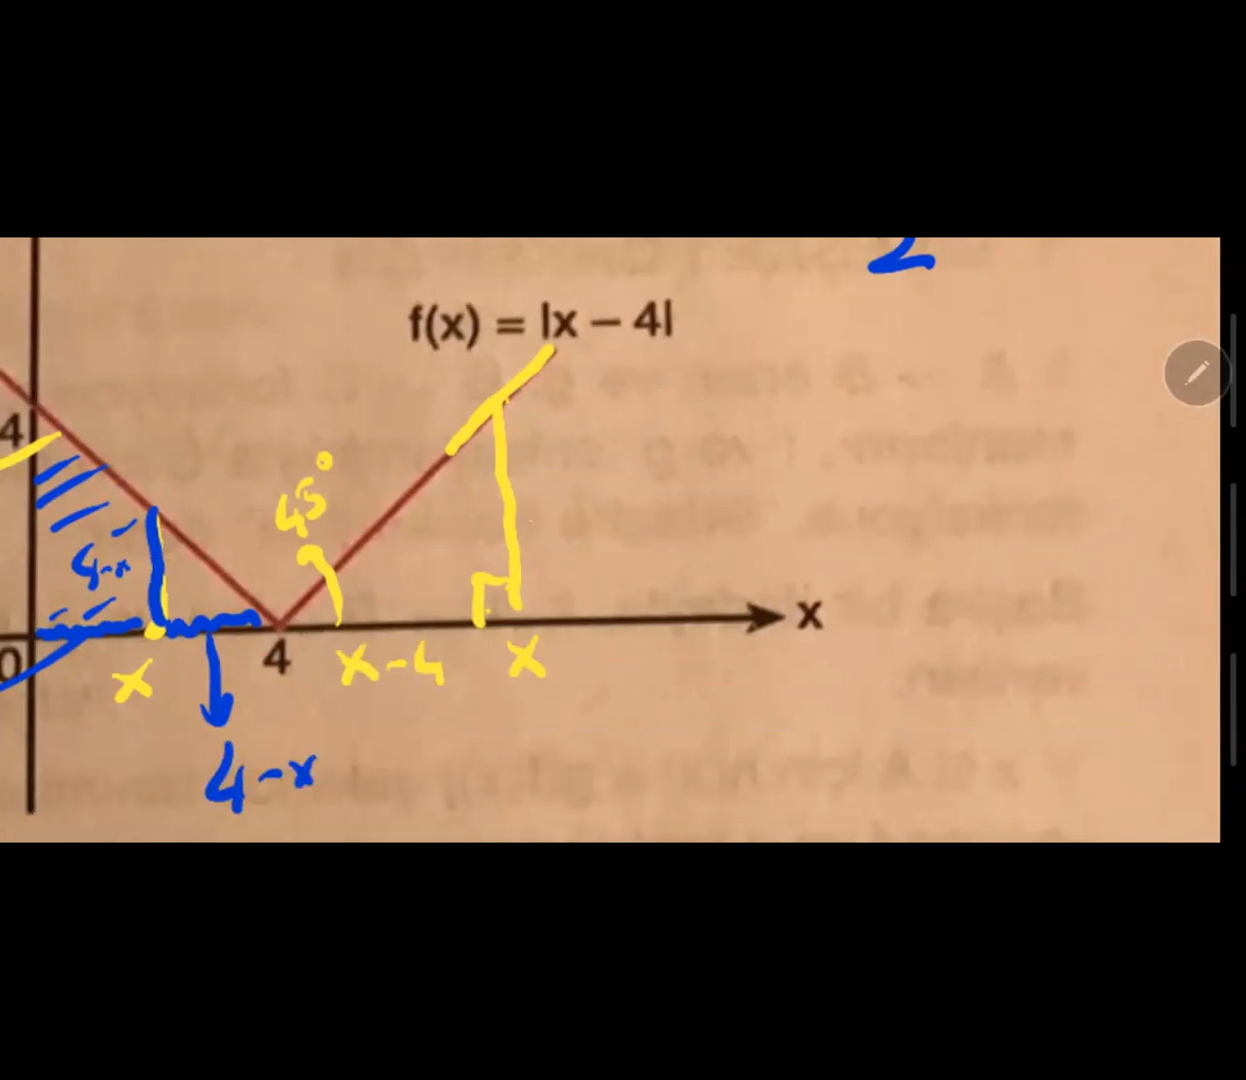 2
f(x) = |x – 4|
4
45°
4-x
x
0
x
4
x-4
x
4-x